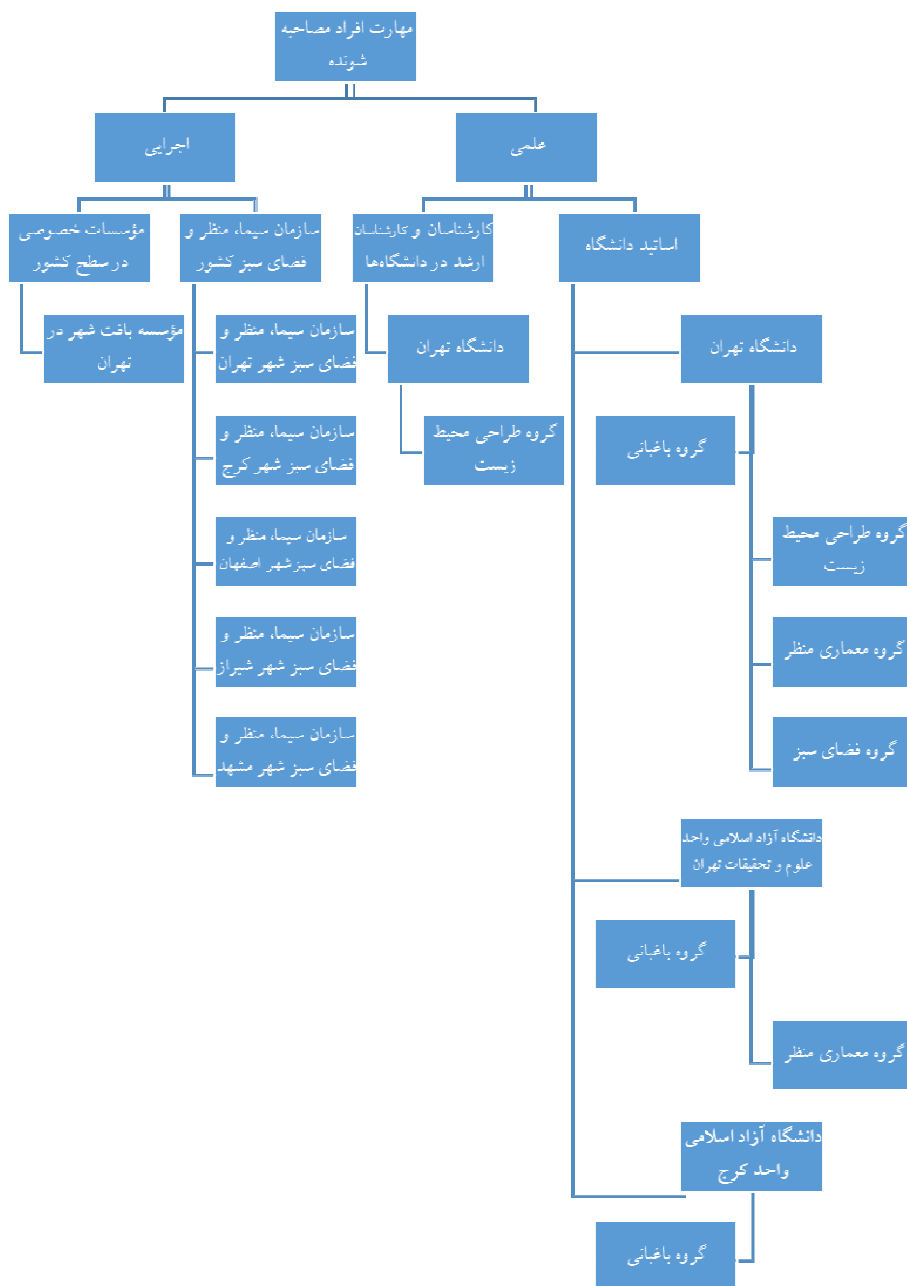 مهارت افراد مصاحبه
شونده
علمی
اجرایی
اساتید دانشگاه
کارشناسان و کارشناسان
ارشد در دانشگاه‌ها
سازمان سیما، منظر و
فضای سبز کشور
مؤسسات خصوصی
در سطح کشور
دانشگاه تهران
گروه باغبانی
گروه طراحی محیط
زیست
گروه معماری منظر
گروه فضای سبز
دانشگاه آزاد اسلامی واحد
علوم و تحقیقات تهران
گروه باغبانی
گروه معماری منظر
دانشگاه آزاد اسلامی
واحد کرج
گروه باغبانی
دانشگاه تهران
گروه طراحی محیط
زیست
سازمان سیما، منظر و
فضای سبز شهر تهران
سازمان سیما، منظر و
فضای سبز شهر کرج
سازمان سیما، منظر و
فضای سبز شهر اصفهان
سازمان سیما، منظر و
فضای سبز شهر شیراز
سازمان سیما، منظر و
فضای سبز شهر مشهد
مؤسسه بافت شهر در
تهران